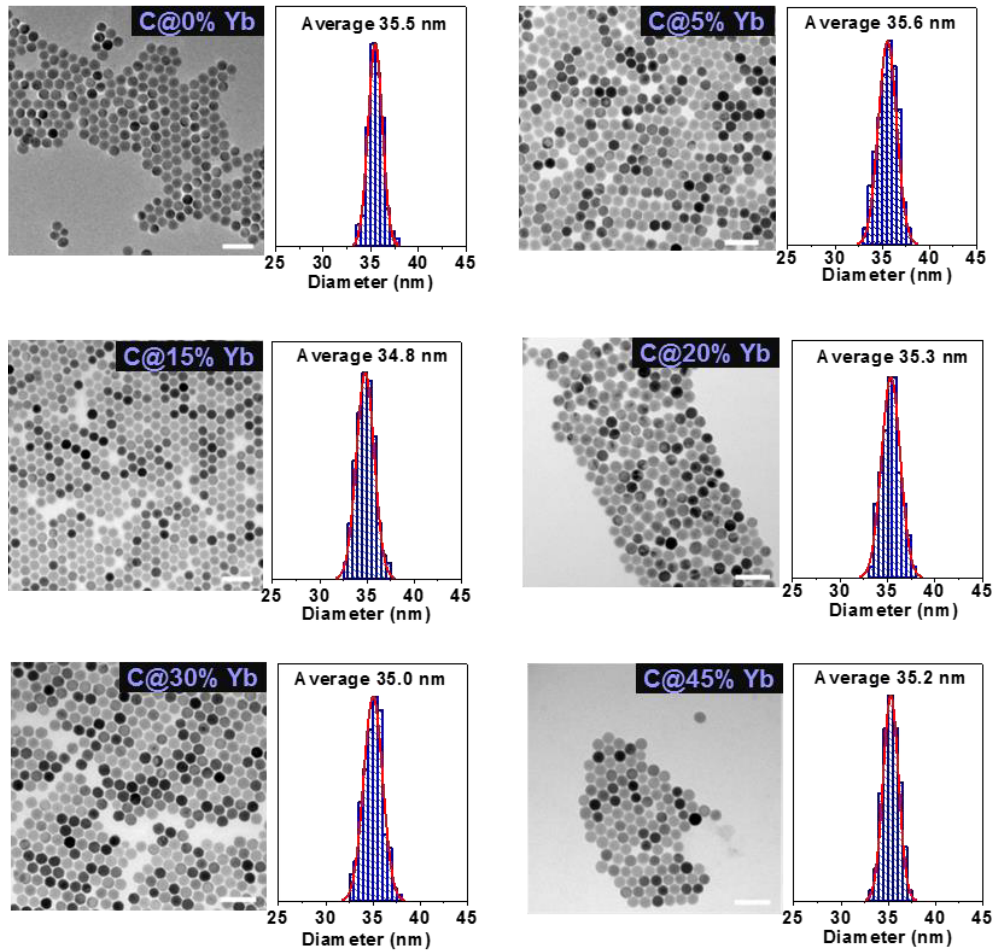 C@0% Yb
Average 35.5 nm
25 30 35 40 45
Diameter (nm)
C@5% Yb
Average 35.6 nm
25 30 35 40 45
Diameter (nm)
C@15% Yb
Average 34.8 nm
25 30 35 40 45
Diameter (nm)
C@20% Yb
Average 35.3 nm
25 30 35 40 45
Diameter (nm)
C@30% Yb
Average 35.0 nm
25 30 35 40 45
Diameter (nm)
C@45% Yb
Average 35.2 nm
25 30 35 40 45
Diameter (nm)